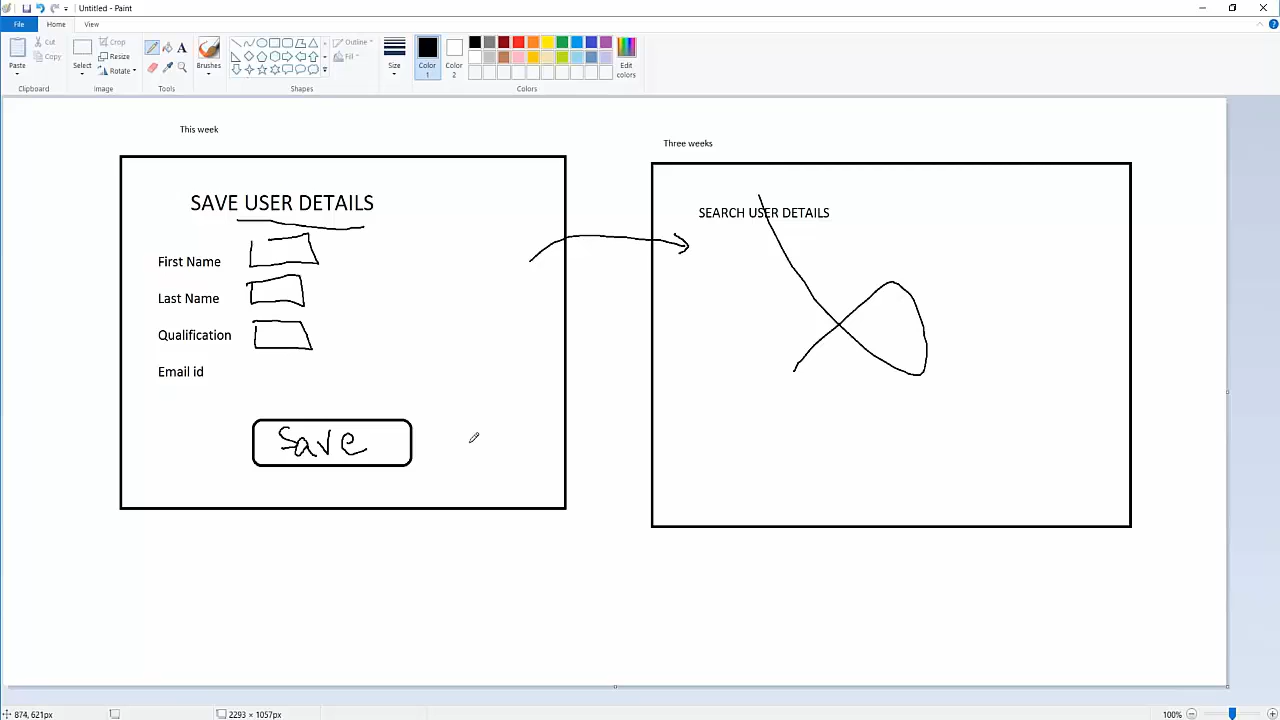 Untitled - Paint
File
Home
View
Paste
Cut
Copy
Clipboard
Select
Crop
Resize
Rotate
Image
A
Tools
Brushes
Outline
Fill
Shapes
Size
Color 1
Color 2
Edit colors
Colors
This week
SAVE USER DETAILS
First Name
Last Name
Qualification
Email id
Save
Three weeks
SEARCH USER DETAILS
874, 621px
2293 × 1057px
100%